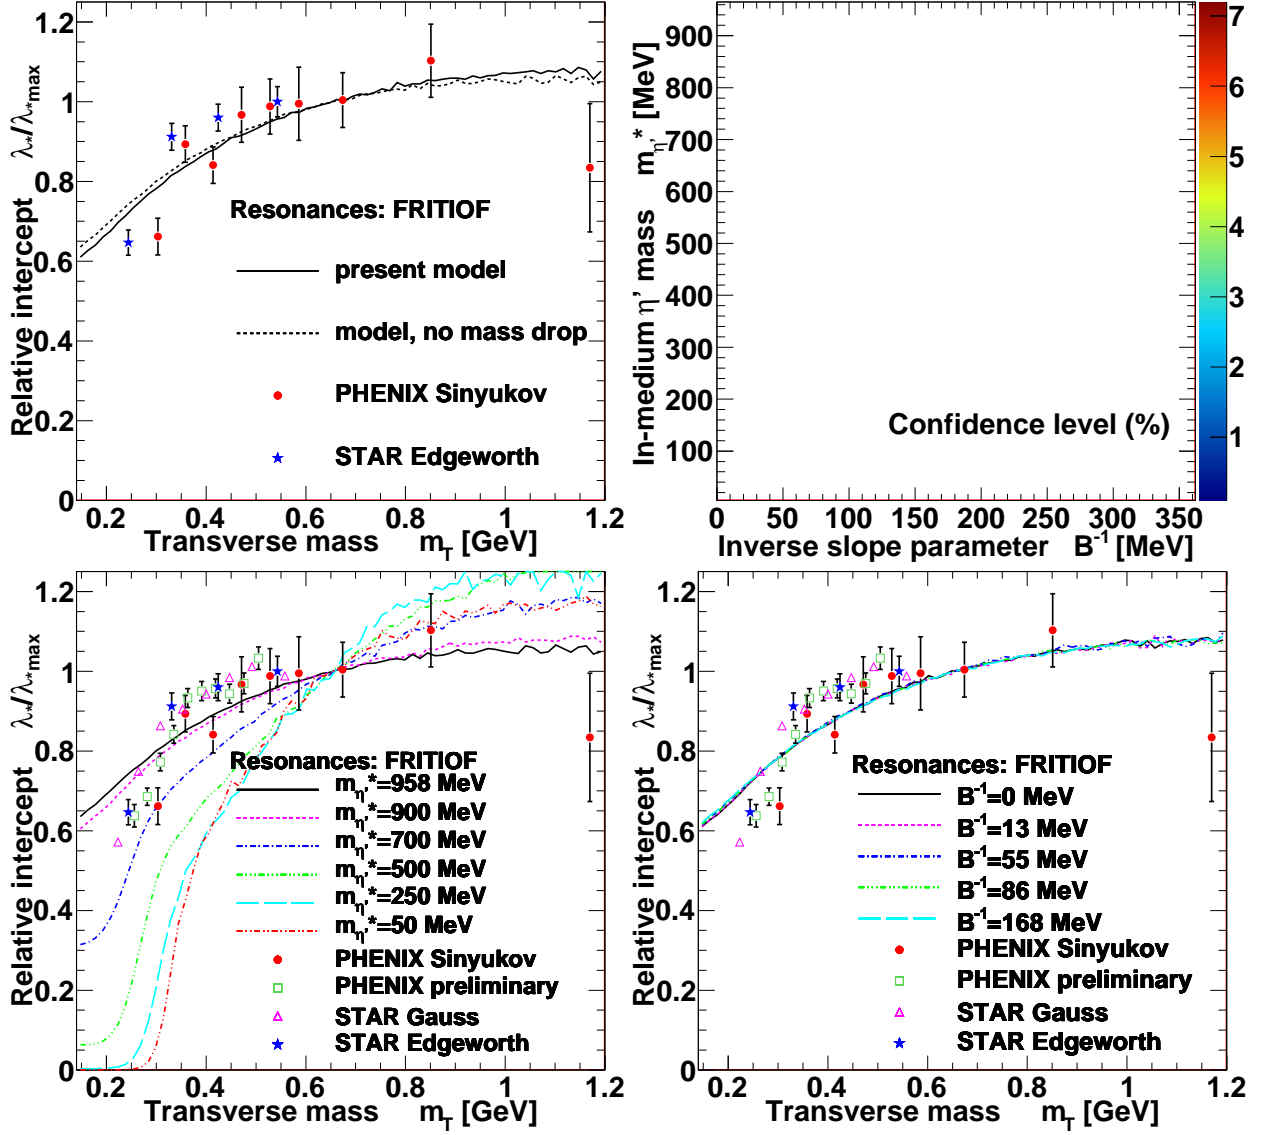 1.2
1
0.8
0.6
0.4
0.2
0
Relative intercept λ*/λ*max
Resonances: FRITIOF
present model
model, no mass drop
PHENIX Sinyukov
STAR Edgeworth
0.2 0.4 0.6 0.8 1 1.2
Transverse mass m_T [GeV]
900
800
700
600
500
400
300
200
100
In-medium η' mass m_η'* [MeV]
Confidence level (%)
0 50 100 150 200 250 300 350
Inverse slope parameter B^-1 [MeV]
7
6
5
4
3
2
1
1.2
1
0.8
0.6
0.4
0.2
0
Relative intercept λ*/λ*max
Resonances: FRITIOF
m_η'*=958 MeV
m_η'*=900 MeV
m_η'*=700 MeV
m_η'*=500 MeV
m_η'*=250 MeV
m_η'*=50 MeV
PHENIX Sinyukov
PHENIX preliminary
STAR Gauss
STAR Edgeworth
0.2 0.4 0.6 0.8 1 1.2
Transverse mass m_T [GeV]
1.2
1
0.8
0.6
0.4
0.2
0
Relative intercept λ*/λ*max
Resonances: FRITIOF
B^-1=0 MeV
B^-1=13 MeV
B^-1=55 MeV
B^-1=86 MeV
B^-1=168 MeV
PHENIX Sinyukov
PHENIX preliminary
STAR Gauss
STAR Edgeworth
0.2 0.4 0.6 0.8 1 1.2
Transverse mass m_T [GeV]